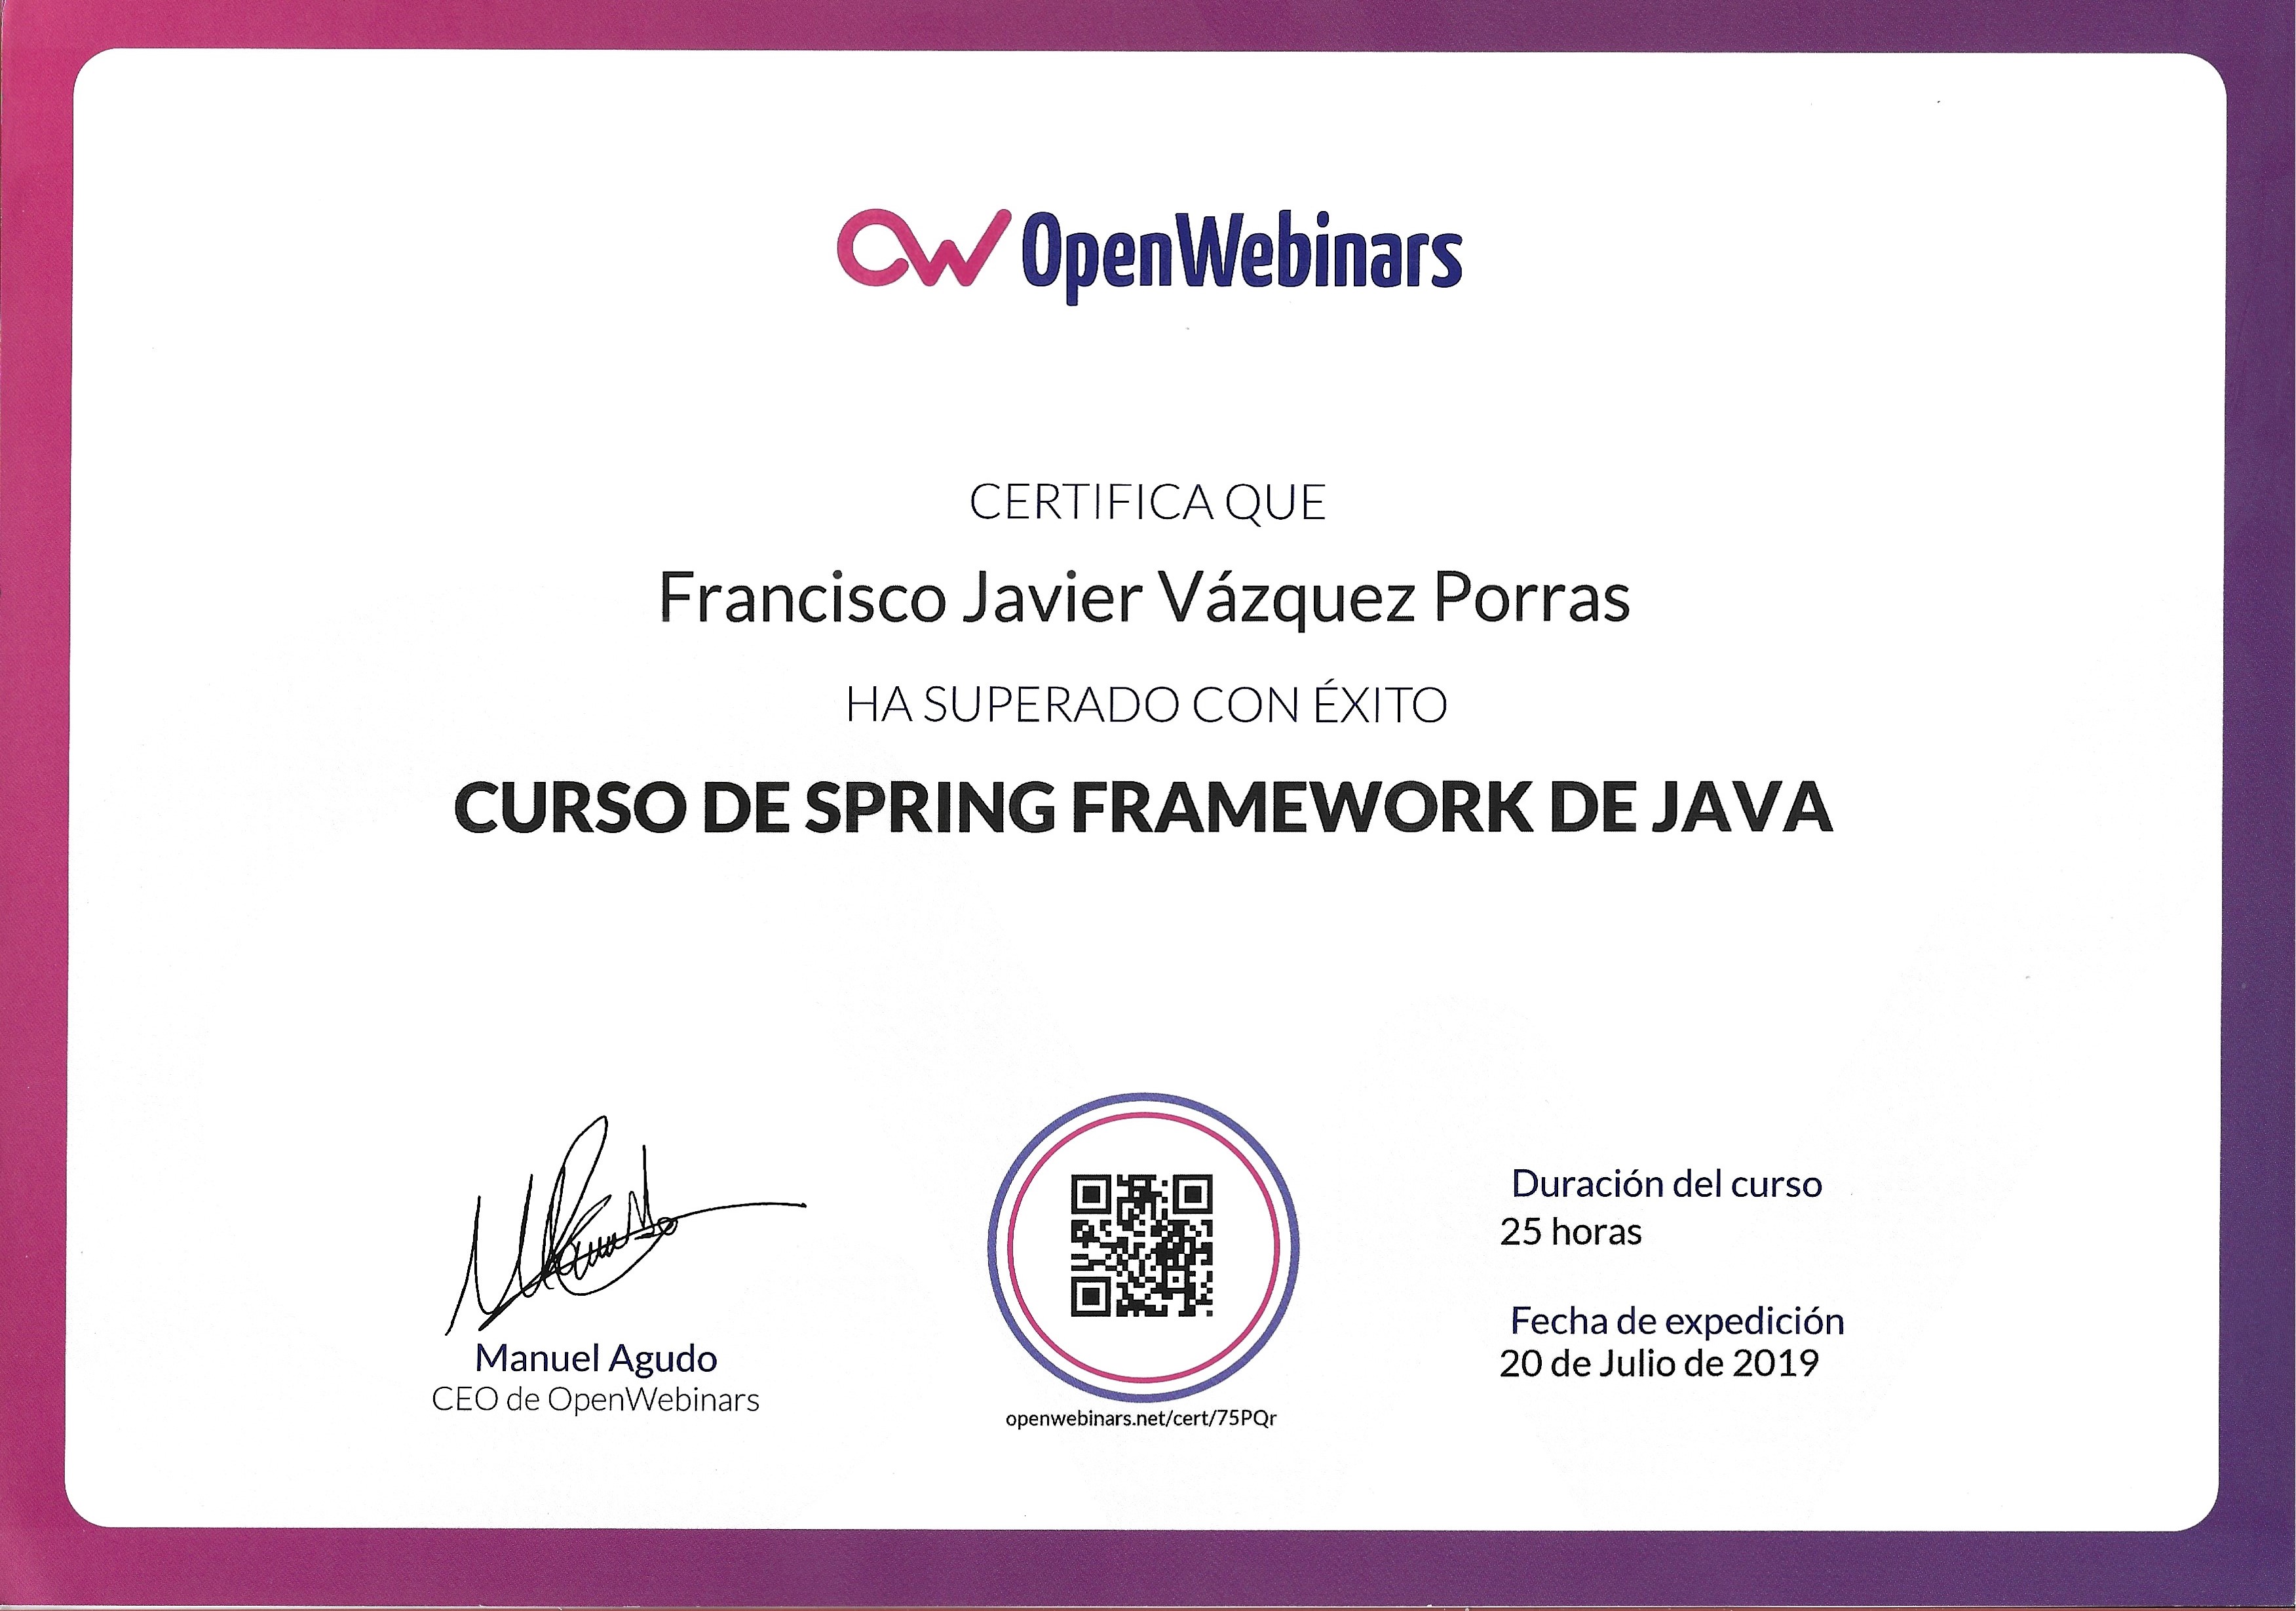 OpenWebinars
CERTIFICA QUE
Francisco Javier Vázquez Porras
HA SUPERADO CON ÉXITO
CURSO DE SPRING FRAMEWORK DE JAVA
Manuel Agudo
CEO de OpenWebinars
openwebinars.net/cert/75PQr
Duración del curso
25 horas
Fecha de expedición
20 de Julio de 2019